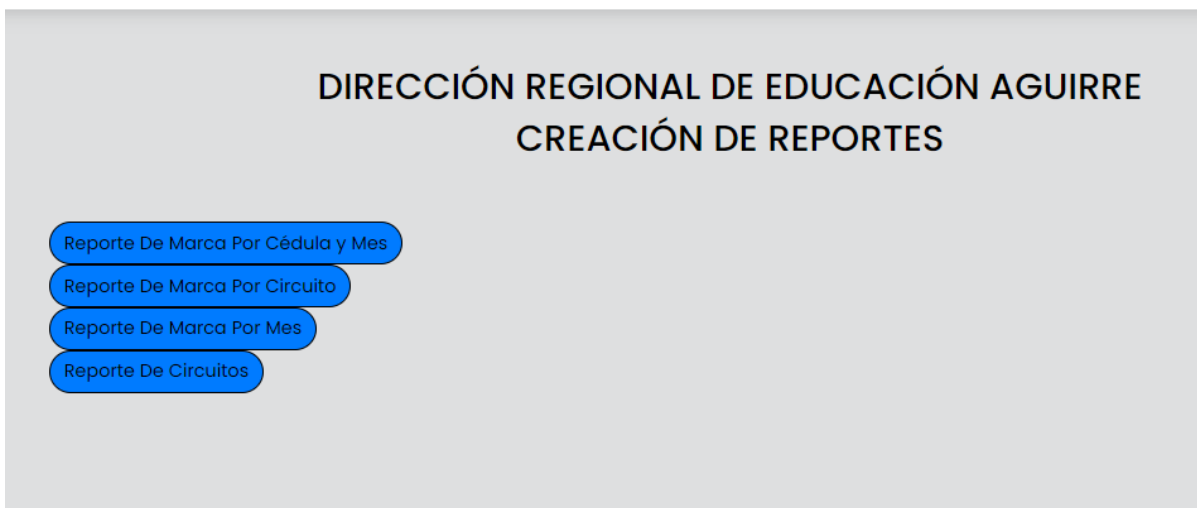 DIRECCIÓN REGIONAL DE EDUCACIÓN AGUIRRE
CREACIÓN DE REPORTES
Reporte De Marca Por Cédula y Mes
Reporte De Marca Por Circuito
Reporte De Marca Por Mes
Reporte De Circuitos